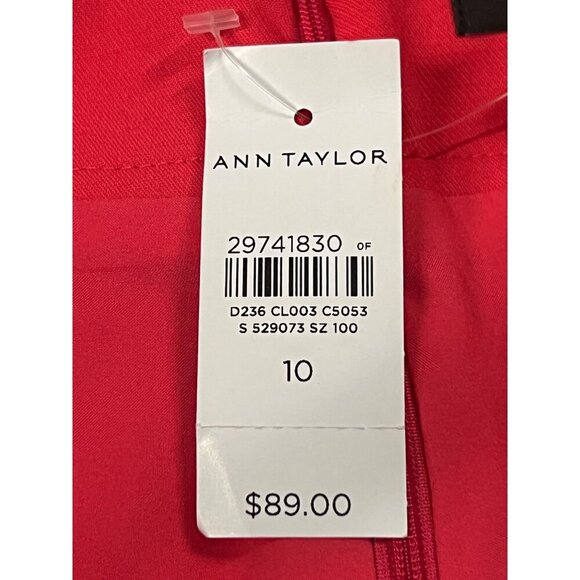 ANN TAYLOR
29741830 OF
D236 CL003 C5053
S 529073 SZ 100
10
$89.00